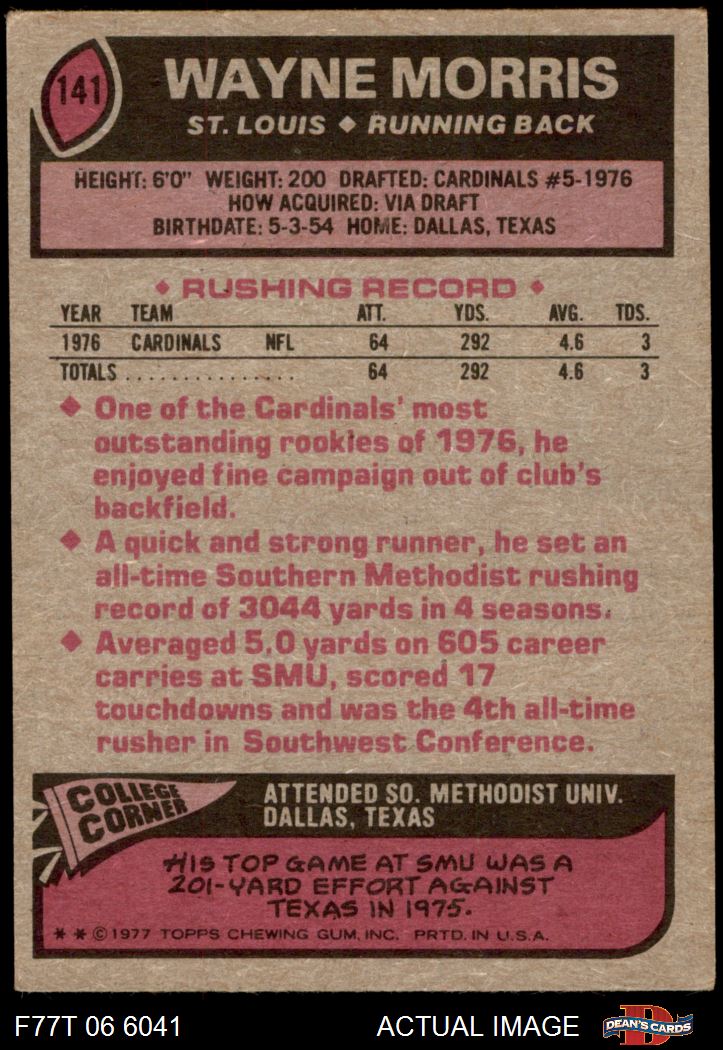 141
WAYNE MORRIS
ST. LOUIS ◆ RUNNING BACK
HEIGHT: 6'0" WEIGHT: 200 DRAFTED: CARDINALS #5-1976
HOW ACQUIRED: VIA DRAFT
BIRTHDATE: 5-3-54 HOME: DALLAS, TEXAS
◆ RUSHING RECORD ◆
YEAR TEAM ATT. YDS. AVG. TDS.
1976 CARDINALS NFL 64 292 4.6 3
TOTALS . . . . . . . . . . . . . . . 64 292 4.6 3
◆ One of the Cardinals' most
outstanding rookies of 1976, he
enjoyed fine campaign out of club's
backfield.
◆ A quick and strong runner, he set an
all-time Southern Methodist rushing
record of 3044 yards in 4 seasons.
◆ Averaged 5.0 yards on 605 career
carries at SMU, scored 17
touchdowns and was the 4th all-time
rusher in Southwest Conference.
COLLEGE
CORNER
ATTENDED SO. METHODIST UNIV.
DALLAS, TEXAS
HIS TOP GAME AT SMU WAS A
201-YARD EFFORT AGAINST
TEXAS IN 1975.
* * © 1977 TOPPS CHEWING GUM, INC. PRTD. IN U.S.A.
F77T 06 6041 ACTUAL IMAGE
D
DEAN'S CARDS